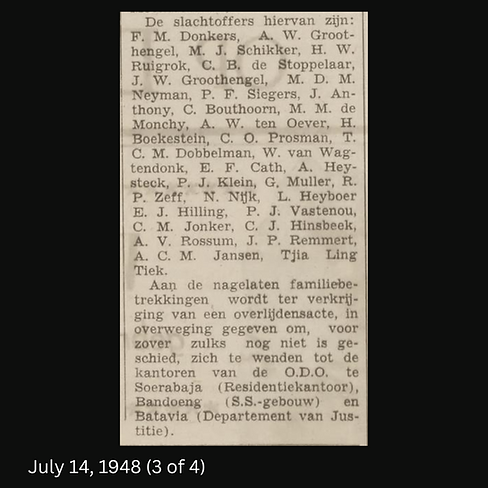 De slachtoffers hiervan zijn:
F. M. Donkers, A. W. Groot-
hengel, M. J. Schikker, H. W.
Ruigrok, C. B. de Stoppelaar,
J. W. Groothengel, M. D. M.
Neyman, P. F. Siegers, J. An-
thony, C. Bouthoorn, M. M. de
Monchy, A. W. ten Oever, H.
Boekestein, C. O. Prosman, T.
C. M. Dobbelman, W. van Wag-
tendonk, E. F. Cath, A. Hey-
steck, P. J. Klein, G. Muller, R.
P. Zeff, N. Nijk, L. Heyboer
E. J. Hilling, P. J. Vastenou,
C. M. Jonker, C. J. Hinsbeek,
A. V. Rossum, J. P. Remmert,
A. C. M. Jansen, Tjia Ling
Tiek.
Aan de nagelaten familiebe-
trekkingen wordt ter verkrij-
ging van een overlijdensacte, in
overweging gegeven om, voor
zover zulks nog niet is ge-
schied, zich te wenden tot de
kantoren van de O.D.O. te
Soerabaja (Residentiekantoor),
Bandoeng (S.S.-gebouw) en
Batavia (Departement van Jus-
titie).
July 14, 1948 (3 of 4)